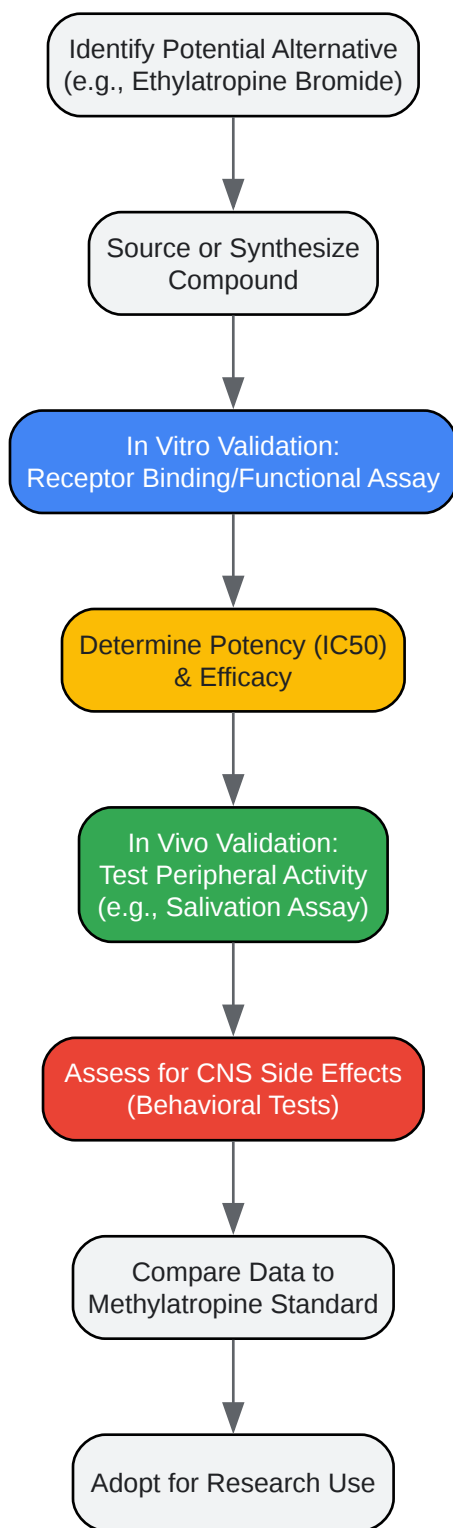 Identify Potential Alternative
(e.g., Ethylatropine Bromide)
Source or Synthesize
Compound
In Vitro Validation:
Receptor Binding/Functional Assay
Determine Potency (IC50)
& Efficacy
In Vivo Validation:
Test Peripheral Activity
(e.g., Salivation Assay)
Assess for CNS Side Effects
(Behavioral Tests)
Compare Data to
Methylatropine Standard
Adopt for Research Use